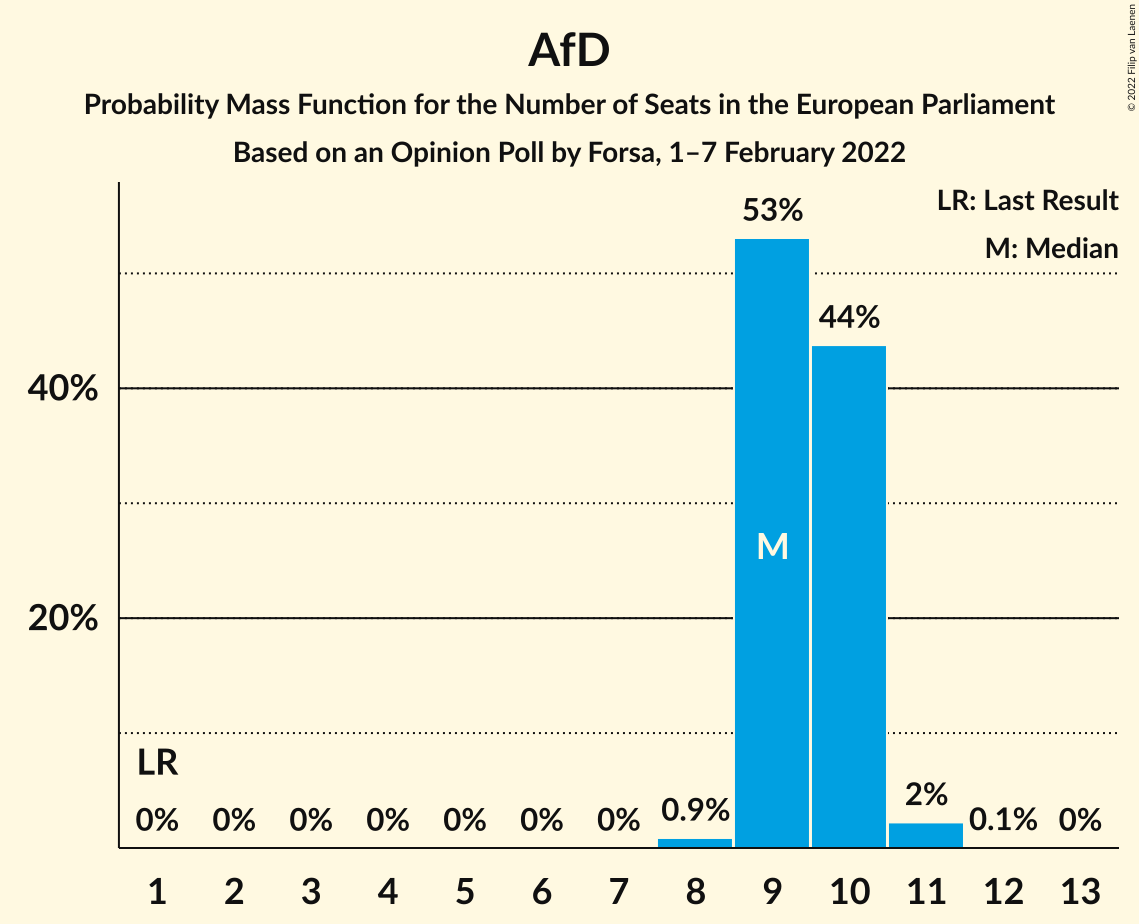 AfD
Probability Mass Function for the Number of Seats in the European Parliament
Based on an Opinion Poll by Forsa, 1–7 February 2022
© 2022 Filip van Laenen
LR: Last Result
M: Median
53%
44%
40%
M
20%
LR
0% 0% 0% 0% 0% 0% 0% 0.9% 2% 0.1% 0%
1 2 3 4 5 6 7 8 9 10 11 12 13